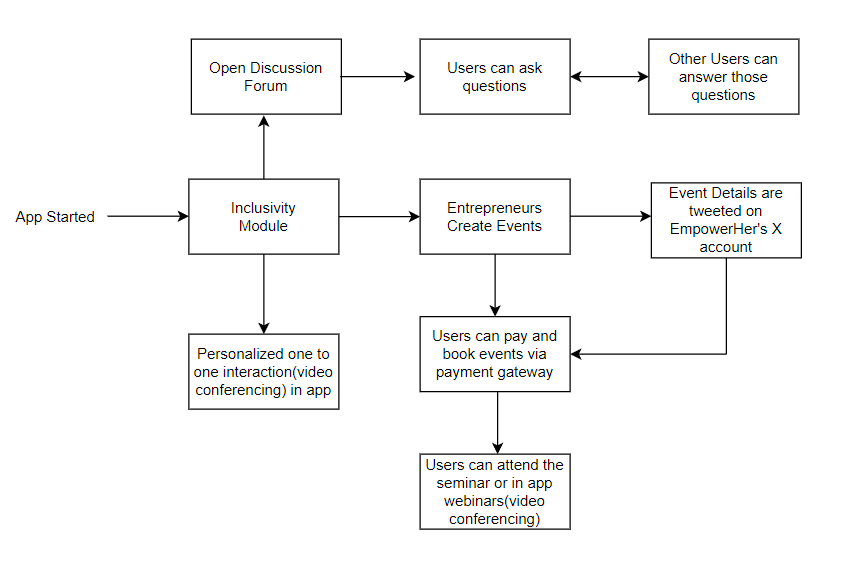 Open Discussion
Forum
Users can ask
questions
Other Users can
answer those
questions
App Started
Inclusivity
Module
Entrepreneurs
Create Events
Event Details are
tweeted on
EmpowerHer's X
account
Personalized one to
one interaction(video
conferencing) in app
Users can pay and
book events via
payment gateway
Users can attend the
seminar or in app
webinars(video
conferencing)